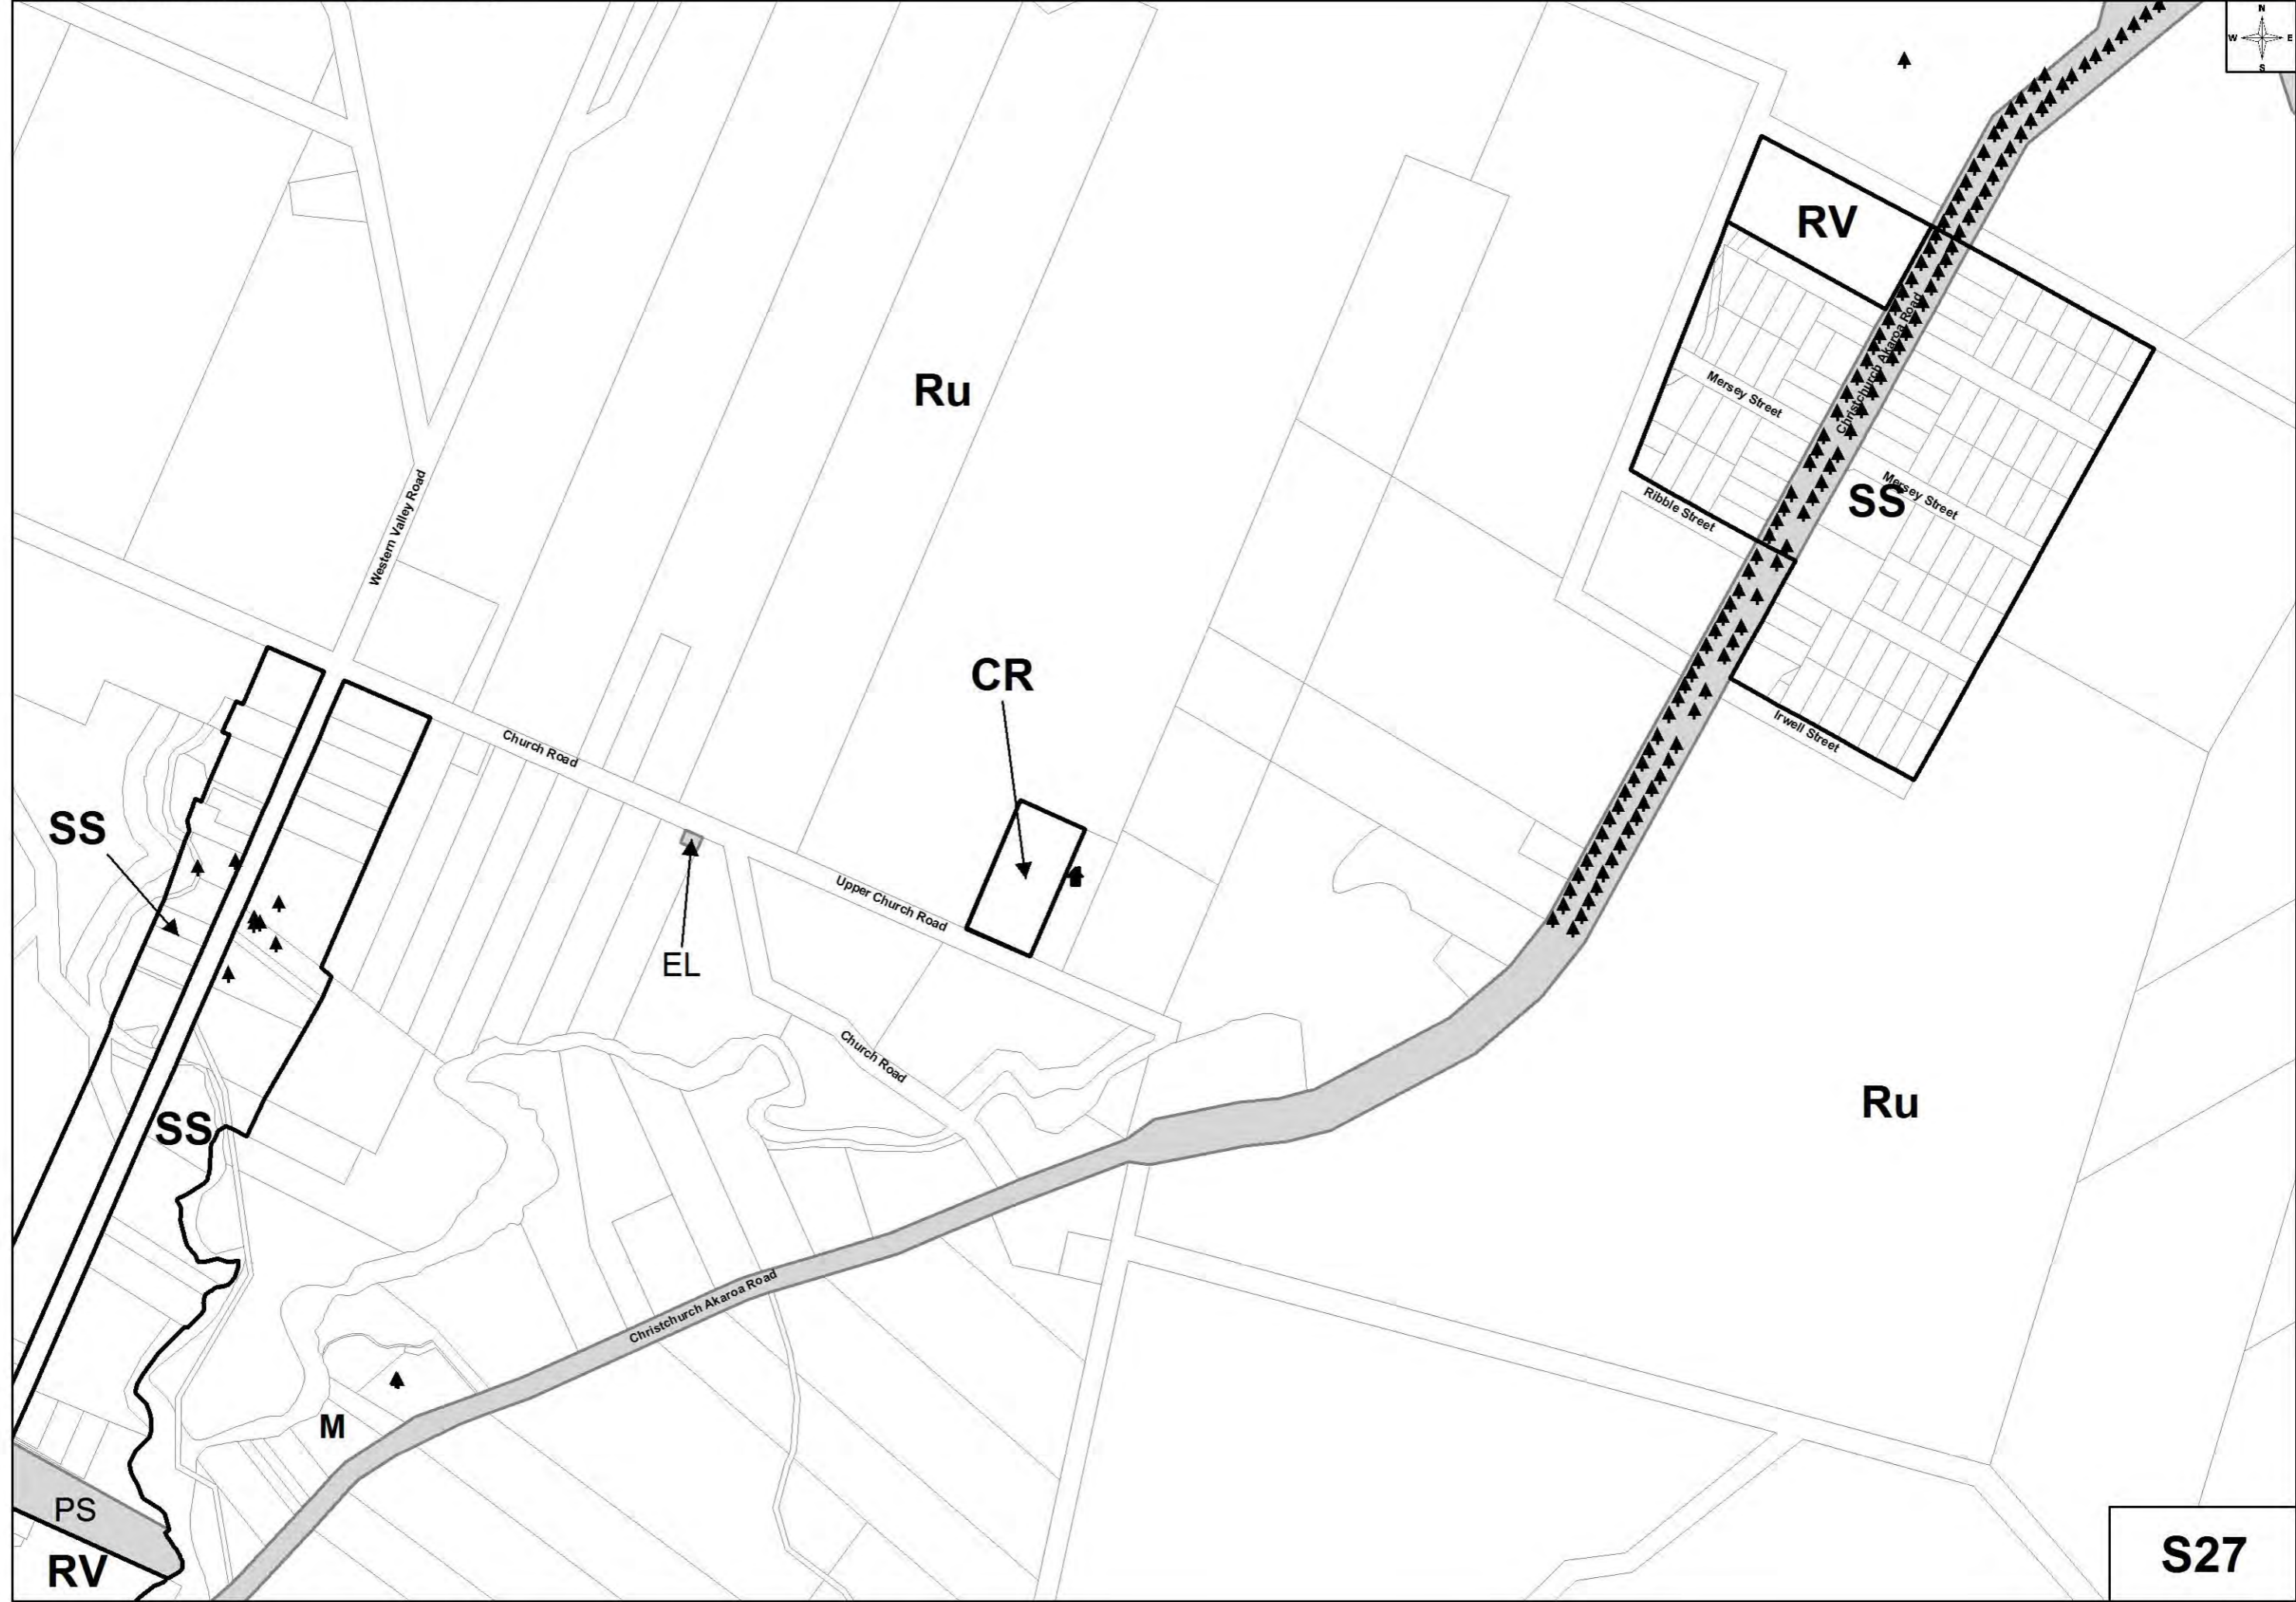 N
W E
S
RV
Christchurch Akaroa Road
Mersey Street
Ru
Mersey Street
SS
Ribble Street
Western Valley Road
CR
Irwell Street
Church Road
SS
Upper Church Road
EL
Church Road
Ru
SS
Christchurch Akaroa Road
M
PS
RV
S27